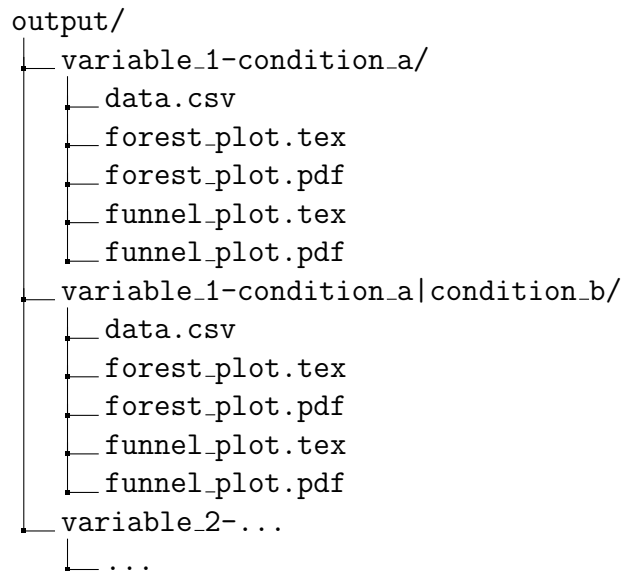 output/
variable_1-condition_a/
data.csv
forest_plot.tex
forest_plot.pdf
funnel_plot.tex
funnel_plot.pdf
variable_1-condition_a|condition_b/
data.csv
forest_plot.tex
forest_plot.pdf
funnel_plot.tex
funnel_plot.pdf
variable_2-...
...